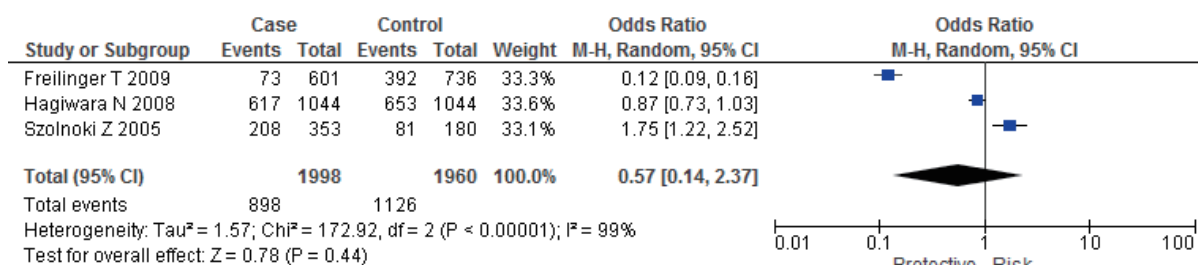 Case Control Odds Ratio Odds Ratio
Study or Subgroup Events Total Events Total Weight M-H, Random, 95% CI M-H, Random, 95% CI
Freilinger T 2009 73 601 392 736 33.3% 0.12 [0.09, 0.16]
Hagiwara N 2008 617 1044 653 1044 33.6% 0.87 [0.73, 1.03]
Szolnoki Z 2005 208 353 81 180 33.1% 1.75 [1.22, 2.52]
Total (95% CI) 1998 1960 100.0% 0.57 [0.14, 2.37]
Total events 898 1126
Heterogeneity: Tau² = 1.57; Chi² = 172.92, df = 2 (P < 0.00001); I² = 99%
Test for overall effect: Z = 0.78 (P = 0.44)
0.01 0.1 1 10 100
Protective Risk